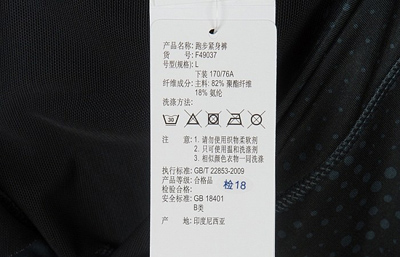 产品名称：跑步紧身裤
货 号：F49037
号型(规格)：L
下装 170/76A
纤维成分：主料：82% 聚酯纤维
18% 氨纶
洗涤方法：
30
注 意：1. 请勿使用织物柔软剂
2. 只可使用温和洗涤剂
3. 相似颜色衣物一同洗涤
执行标准：GB/T 22853-2009
产品等级：合格品
检验合格： 检18
安全标准：GB 18401
B类
产 地：印度尼西亚